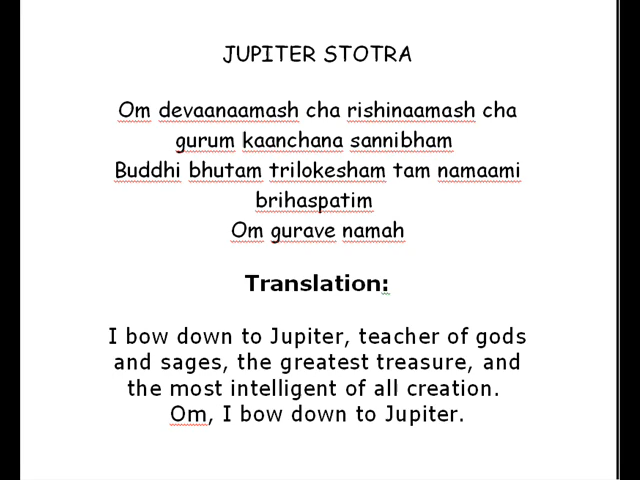 JUPITER STOTRA
Om devaanaamash cha rishinaamash cha
gurum kaanchana sannibham
Buddhi bhutam trilokesham tam namaami
brihaspatim
Om gurave namah
Translation:
I bow down to Jupiter, teacher of gods
and sages, the greatest treasure, and
the most intelligent of all creation.
Om, I bow down to Jupiter.